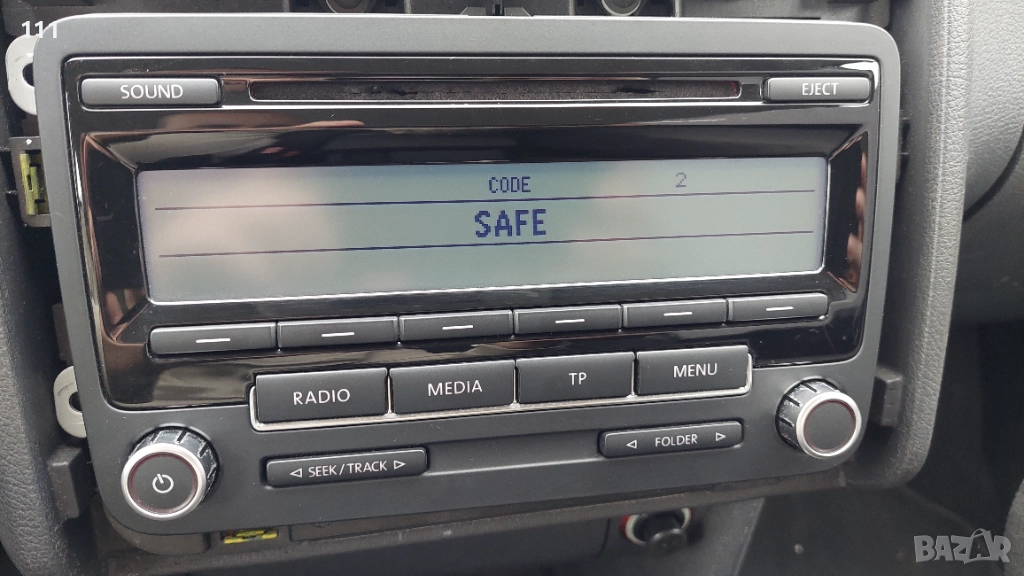 111
SOUND
EJECT
CODE 2
SAFE
RADIO
MEDIA
TP
MENU
SEEK/TRACK
FOLDER
BAZAR